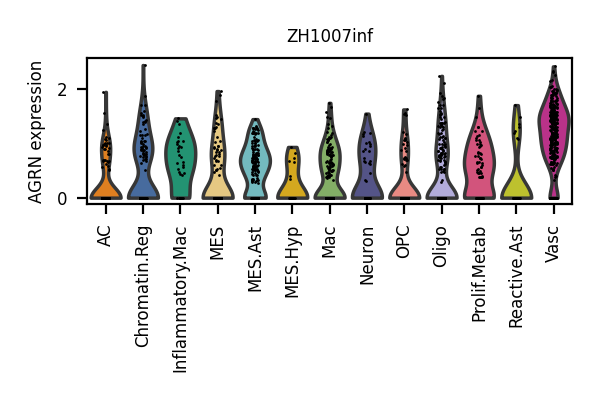 ZH1007inf
AGRN expression
2
0
AC
Chromatin.Reg
Inflammatory.Mac
MES
MES.Ast
MES.Hyp
Mac
Neuron
OPC
Oligo
Prolif.Metab
Reactive.Ast
Vasc